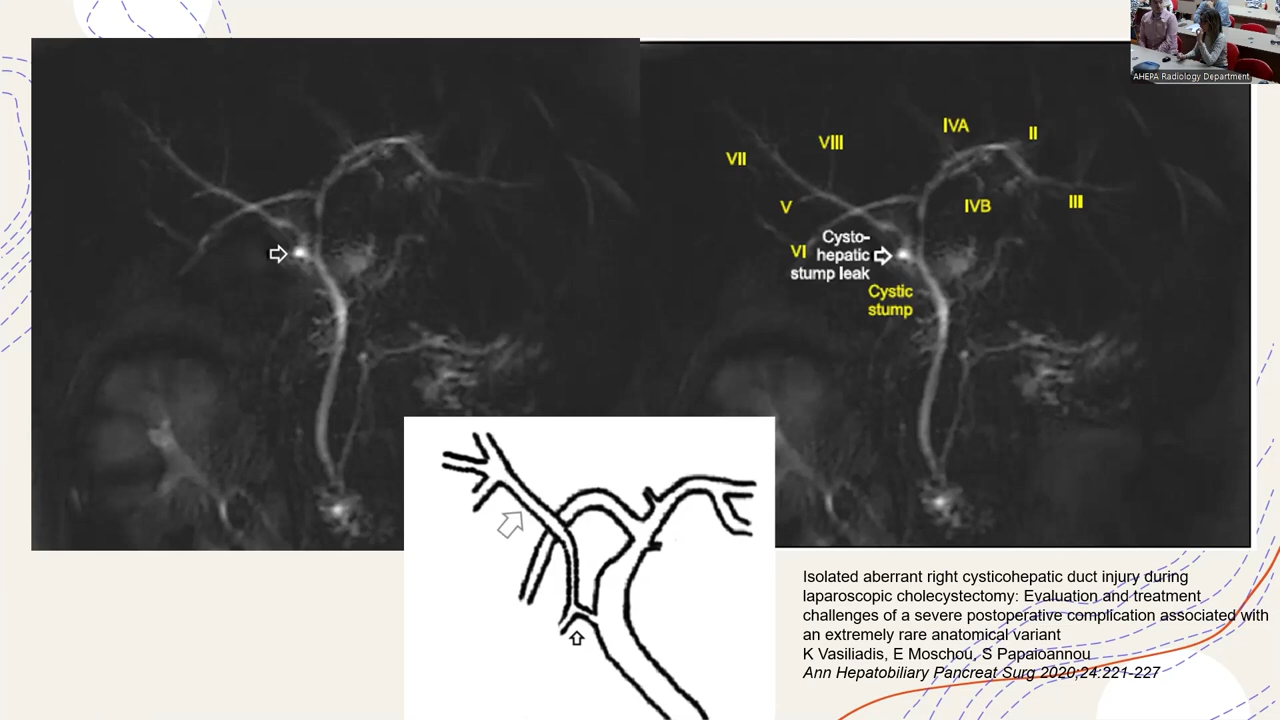 AHEPA Radiology Department
IVA
II
VIII
VII
III
V
IVB
Cysto-
VI hepatic
stump leak
Cystic
stump
Isolated aberrant right cysticohepatic duct injury during
laparoscopic cholecystectomy: Evaluation and treatment
challenges of a severe postoperative complication associated with
an extremely rare anatomical variant
K Vasiliadis, E Moschou, S Papaioannou
Ann Hepatobiliary Pancreat Surg 2020;24:221-227